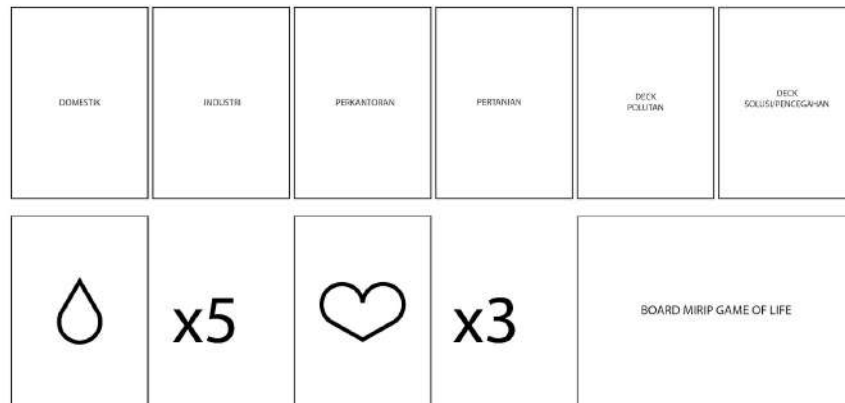 DOMESTIK
INDUSTRI
PERKANTORAN
PERTANIAN
DECK
POLUTAN
DECK
SOLUSI/PENCEGAHAN
x5
x3
BOARD MIRIP GAME OF LIFE